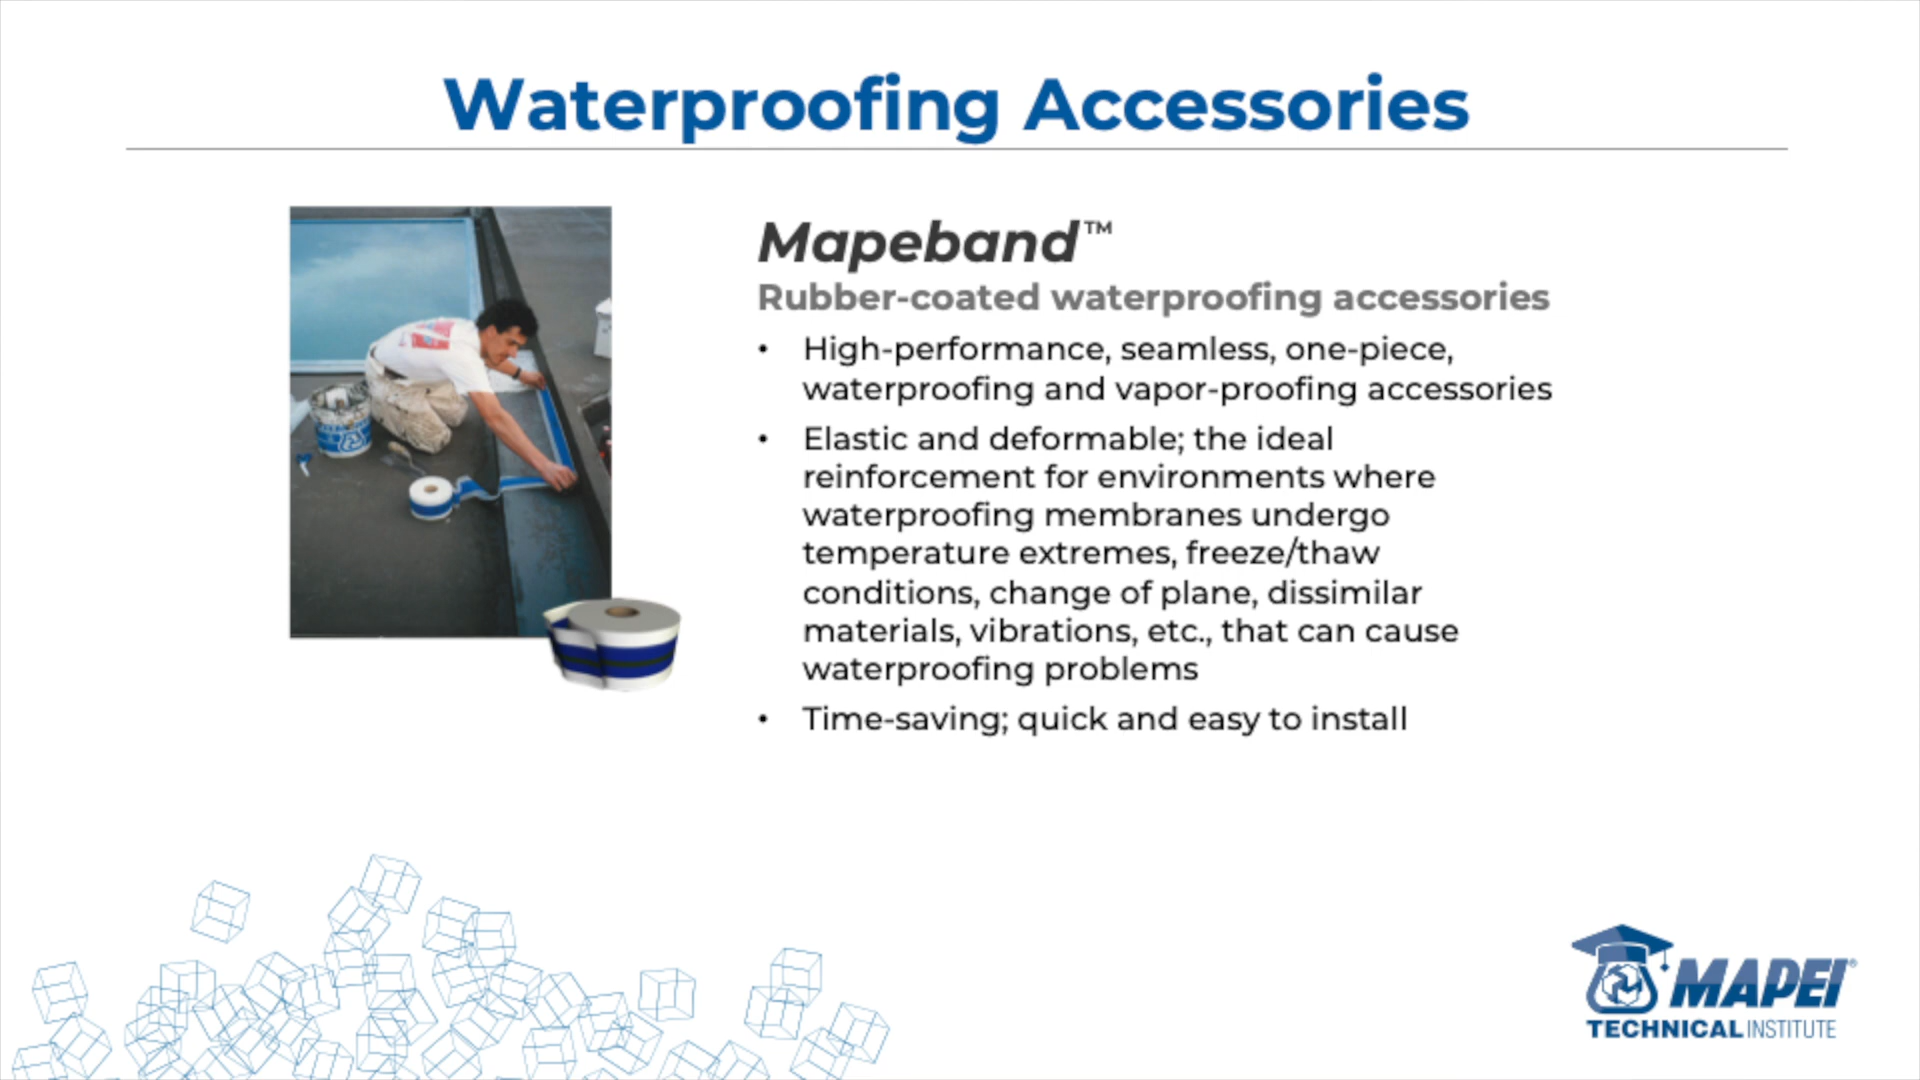 Waterproofing Accessories
Mapeband™
Rubber-coated waterproofing accessories
• High-performance, seamless, one-piece,
waterproofing and vapor-proofing accessories
• Elastic and deformable; the ideal
reinforcement for environments where
waterproofing membranes undergo
temperature extremes, freeze/thaw
conditions, change of plane, dissimilar
materials, vibrations, etc., that can cause
waterproofing problems
• Time-saving; quick and easy to install
MAPEI®
TECHNICAL INSTITUTE